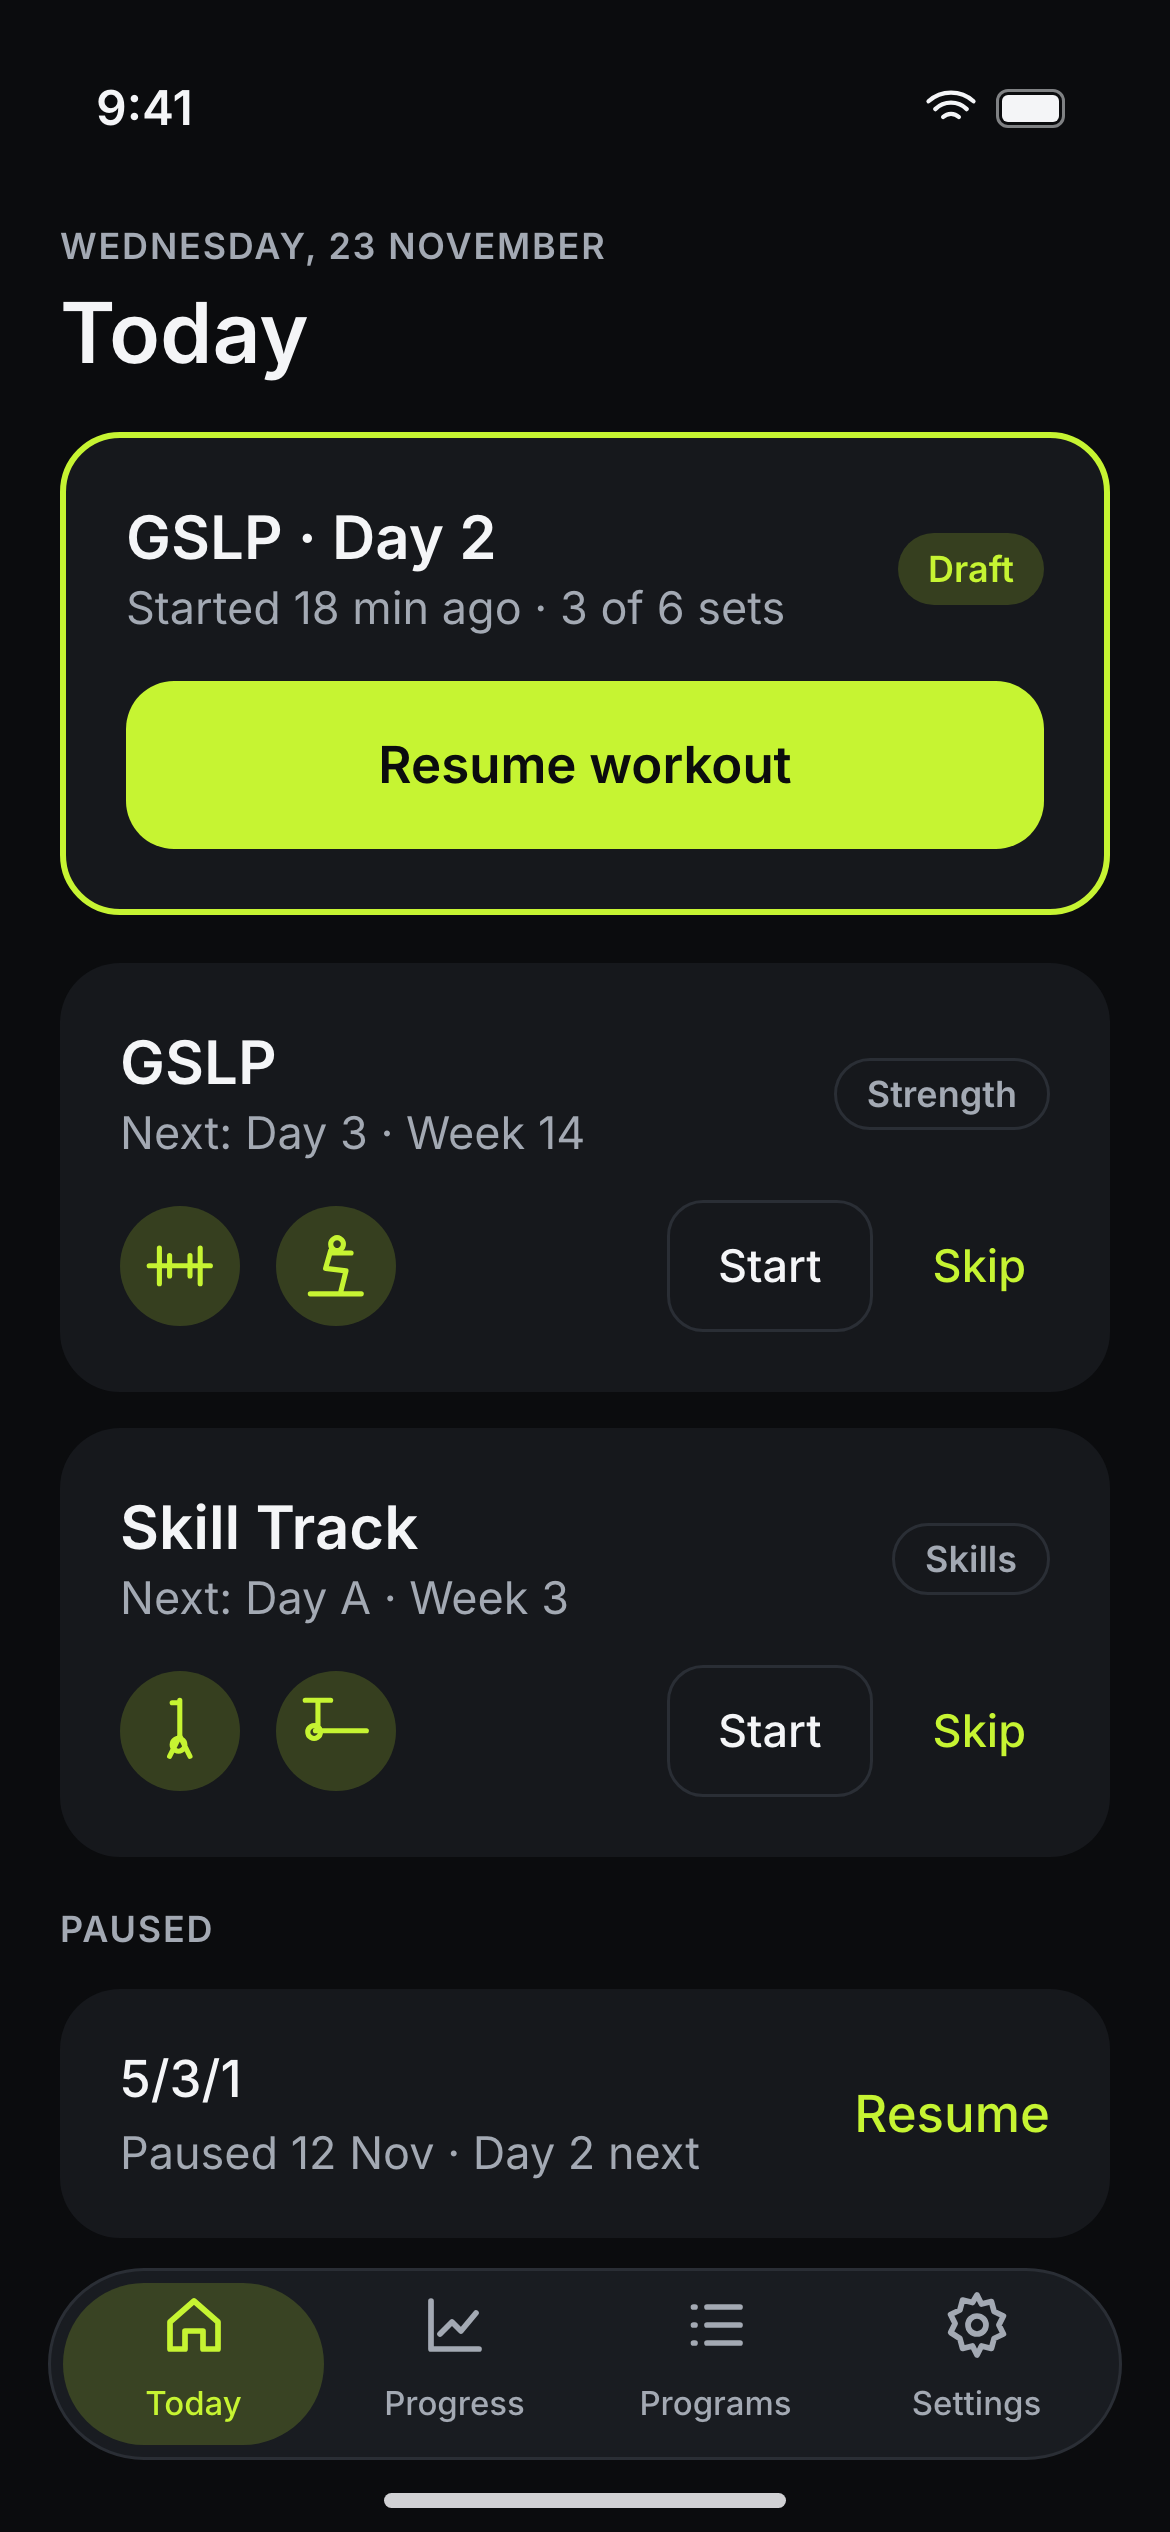 9:41
WEDNESDAY, 23 NOVEMBER
Today
GSLP · Day 2
Started 18 min ago · 3 of 6 sets
Draft
Resume workout
GSLP
Next: Day 3 · Week 14
Strength
Start
Skip
Skill Track
Next: Day A · Week 3
Skills
Start
Skip
PAUSED
5/3/1
Paused 12 Nov · Day 2 next
Resume
Today
Progress
Programs
Settings